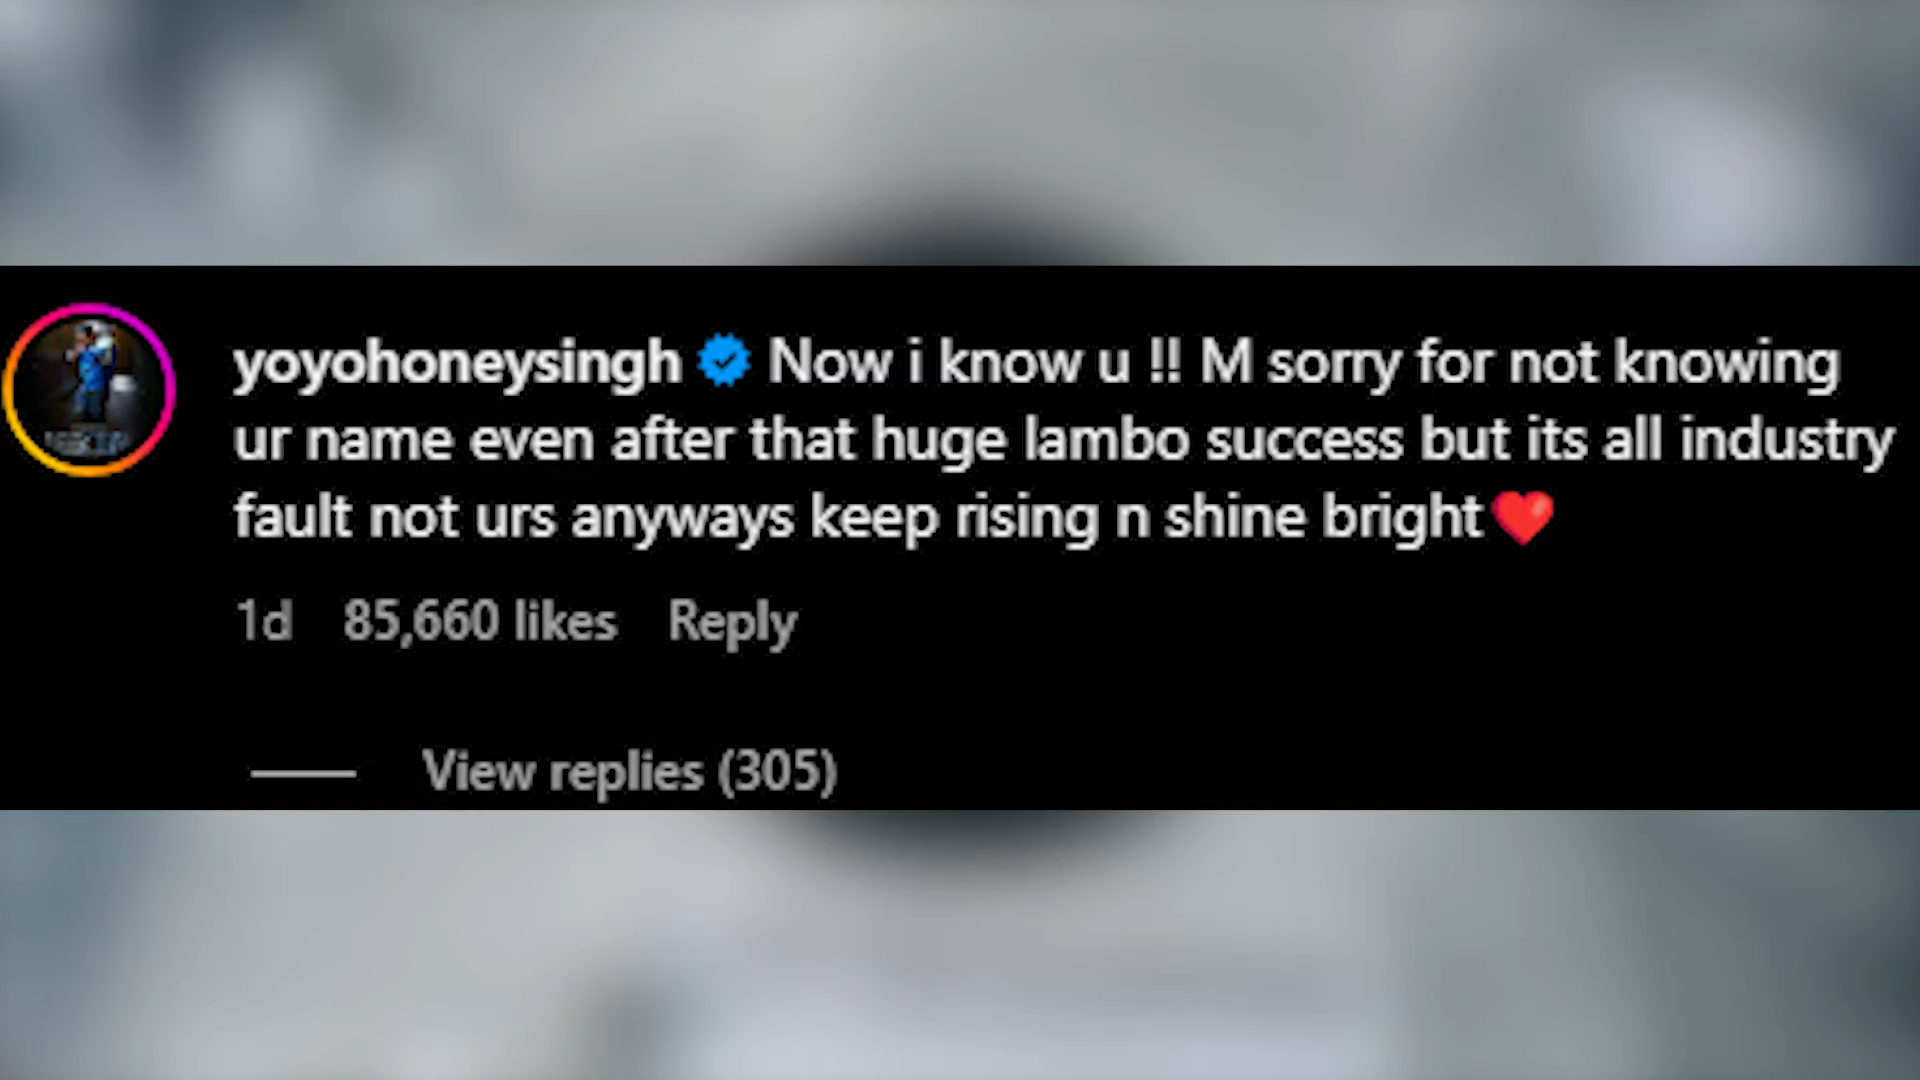 yoyohoneysingh Now i know u !! M sorry for not knowing
ur name even after that huge lambo success but its all industry
fault not urs anyways keep rising n shine bright❤️
1d 85,660 likes Reply
View replies (305)